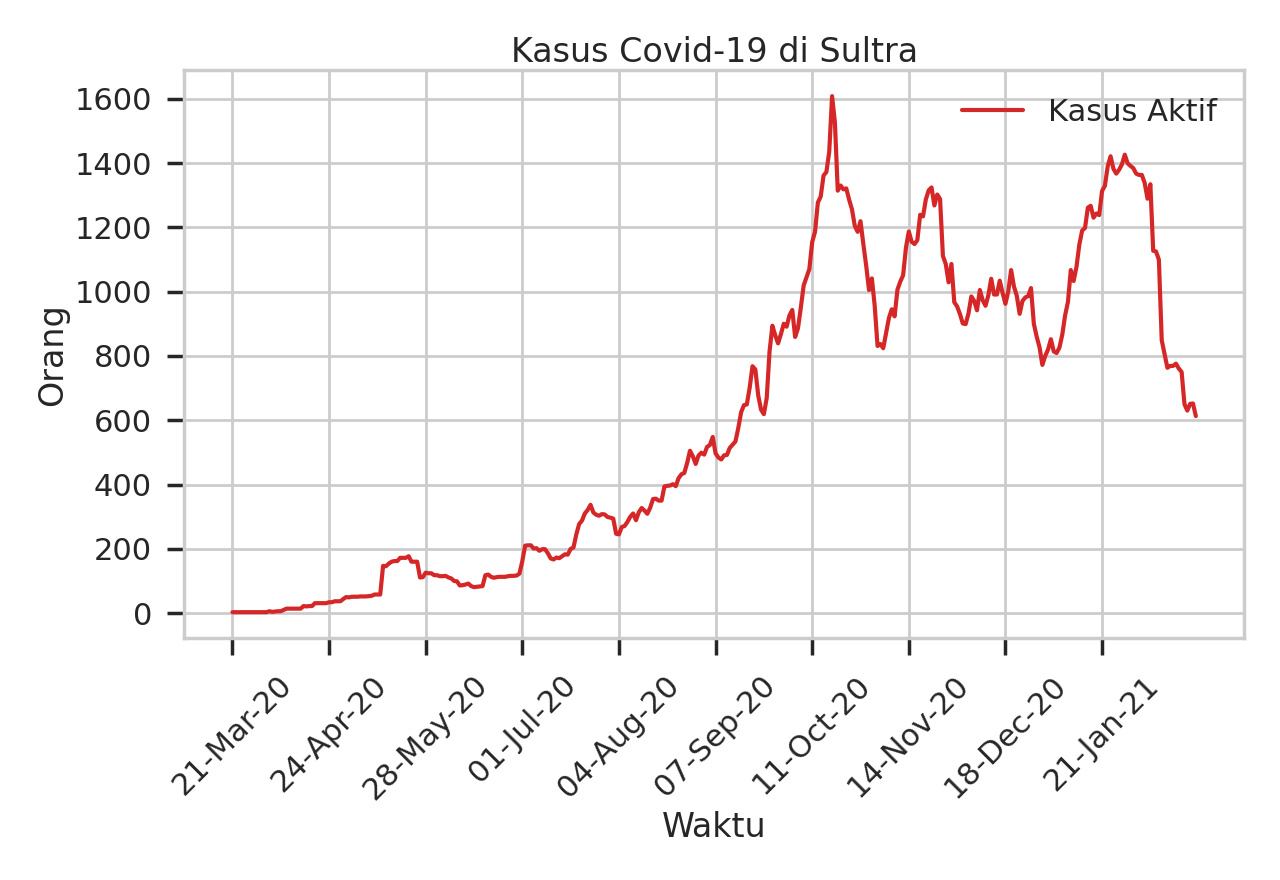 Kasus Covid-19 di Sultra
Kasus Aktif
1600
1400
1200
1000
800
600
400
200
0
Orang
21-Mar-20
24-Apr-20
28-May-20
01-Jul-20
04-Aug-20
07-Sep-20
11-Oct-20
14-Nov-20
18-Dec-20
21-Jan-21
Waktu